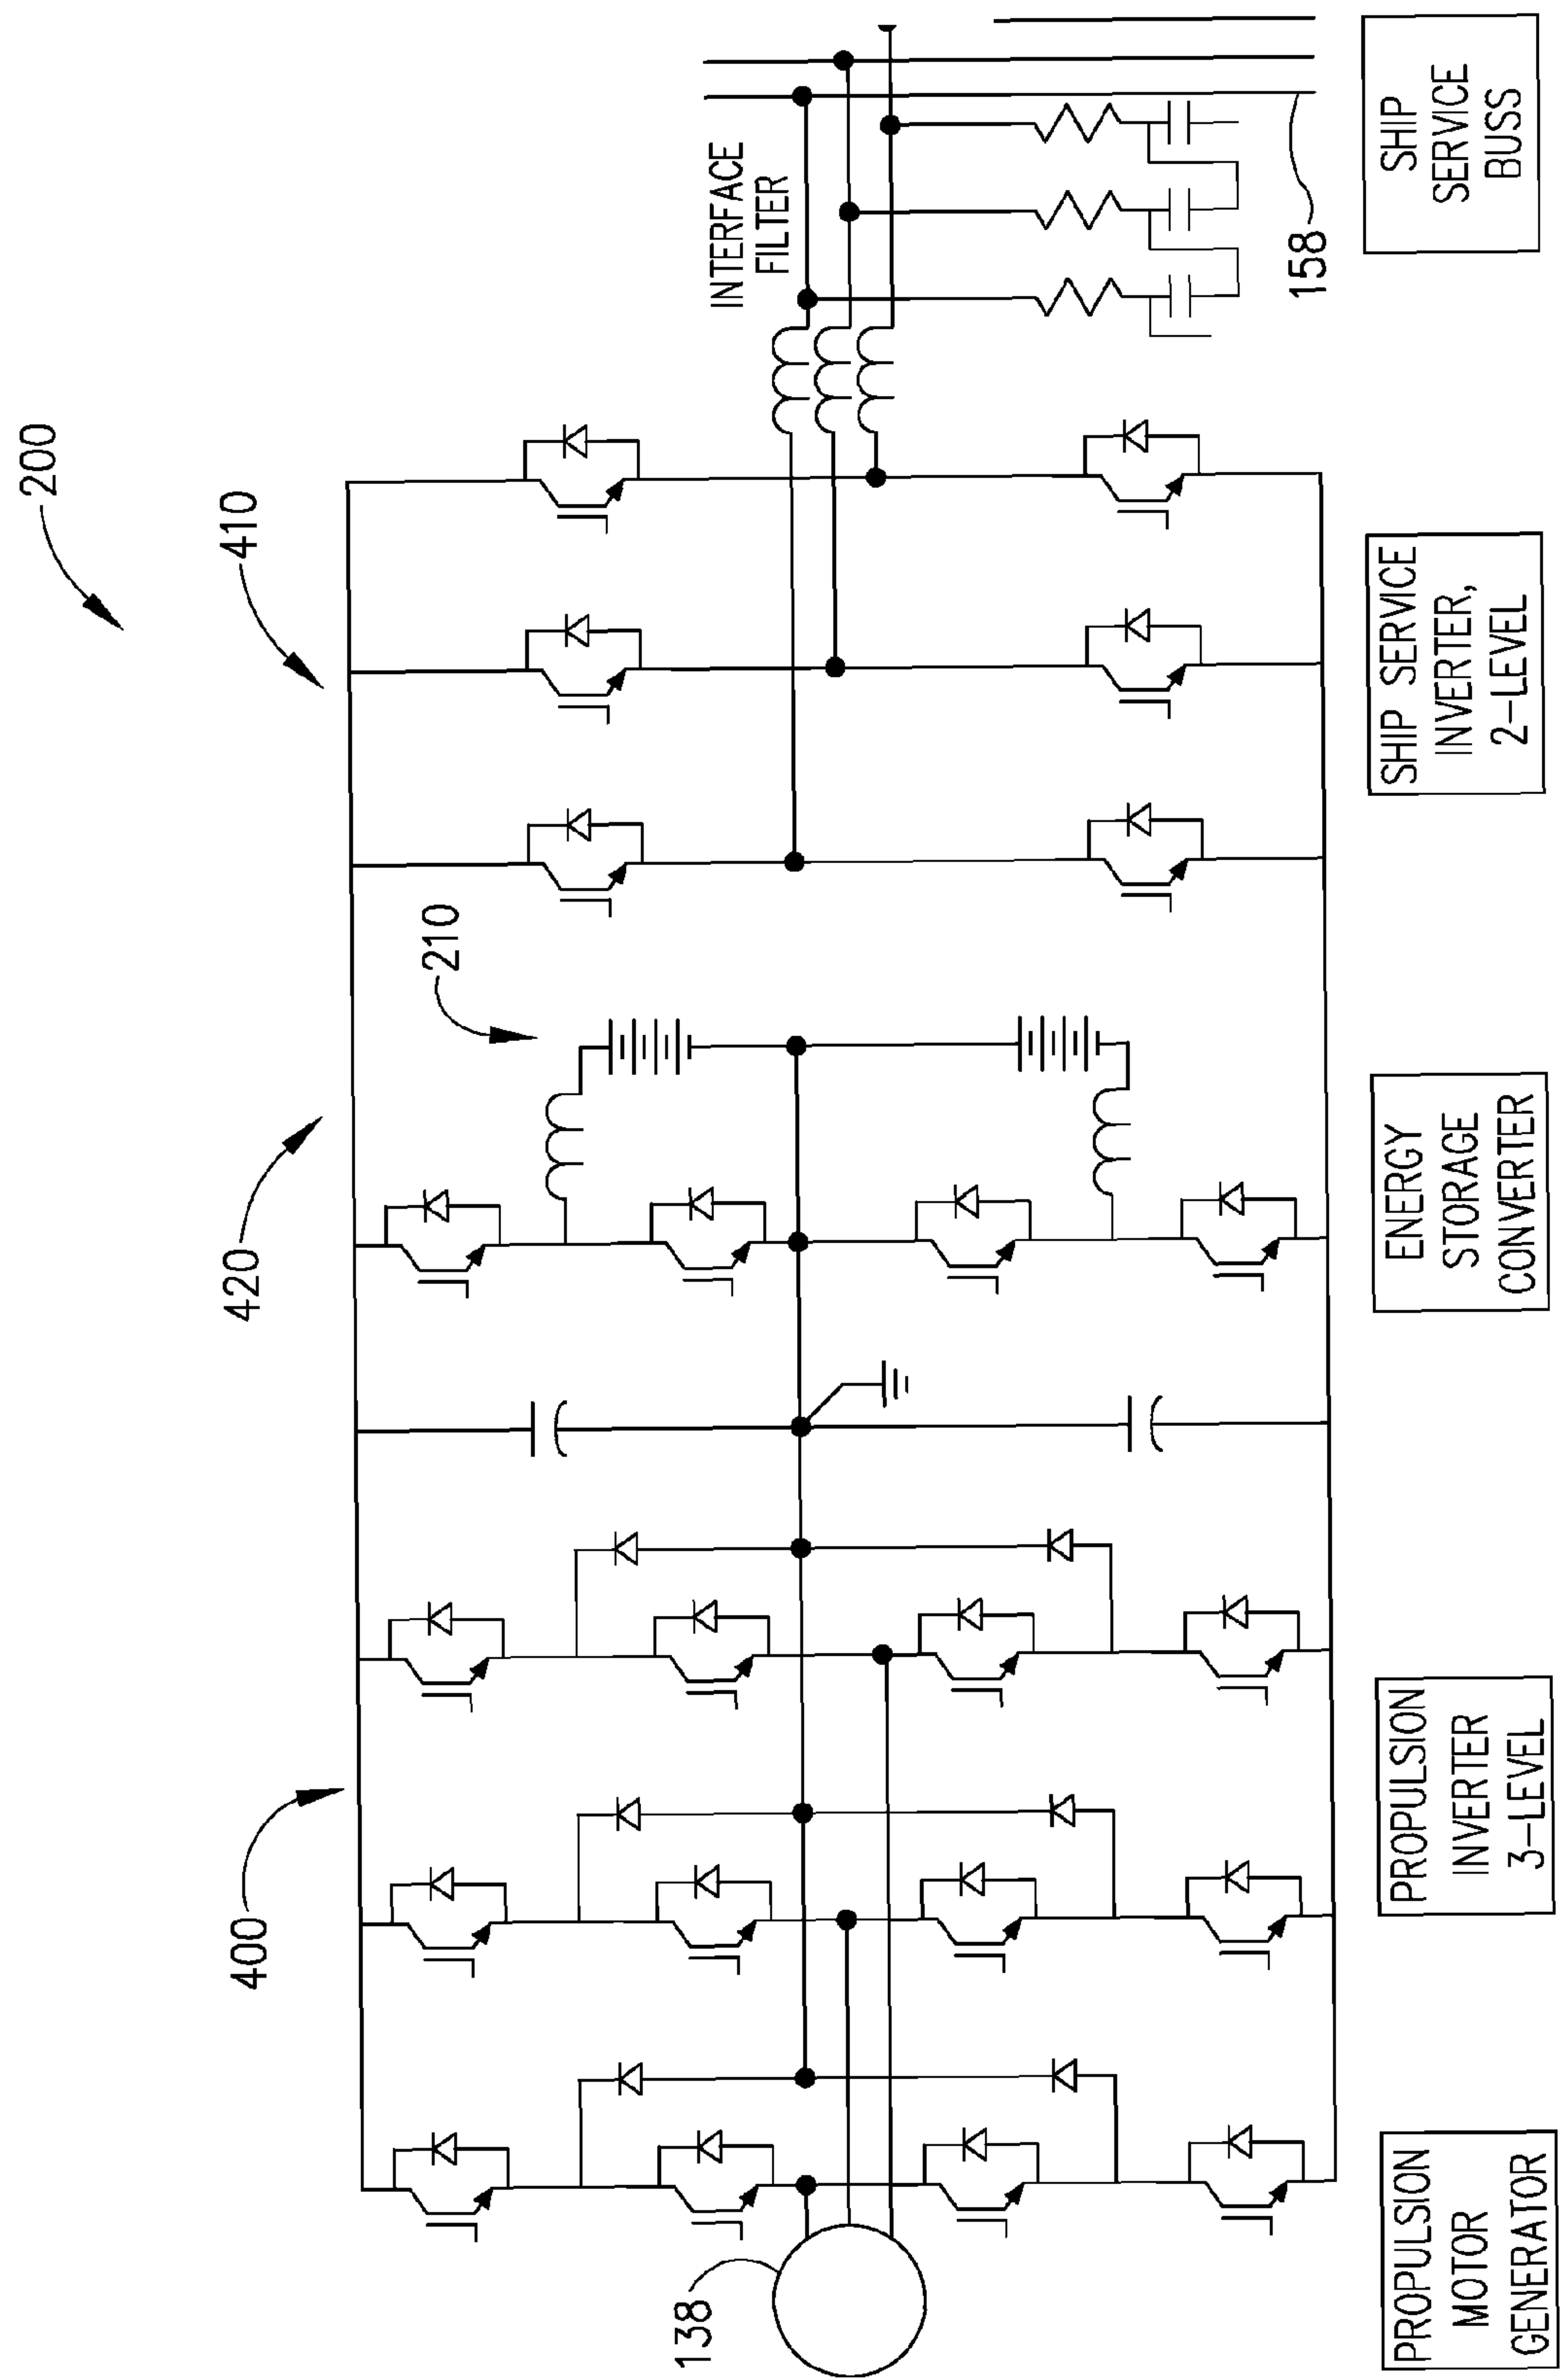 200
410
420
400
210
138
158
INTERFACE
FILTER
PROPULSION
MOTOR
GENERATOR
PROPULSION
INVERTER
3-LEVEL
ENERGY
STORAGE
CONVERTER
SHIP SERVICE
INVERTER,
2-LEVEL
SHIP
SERVICE
BUSS